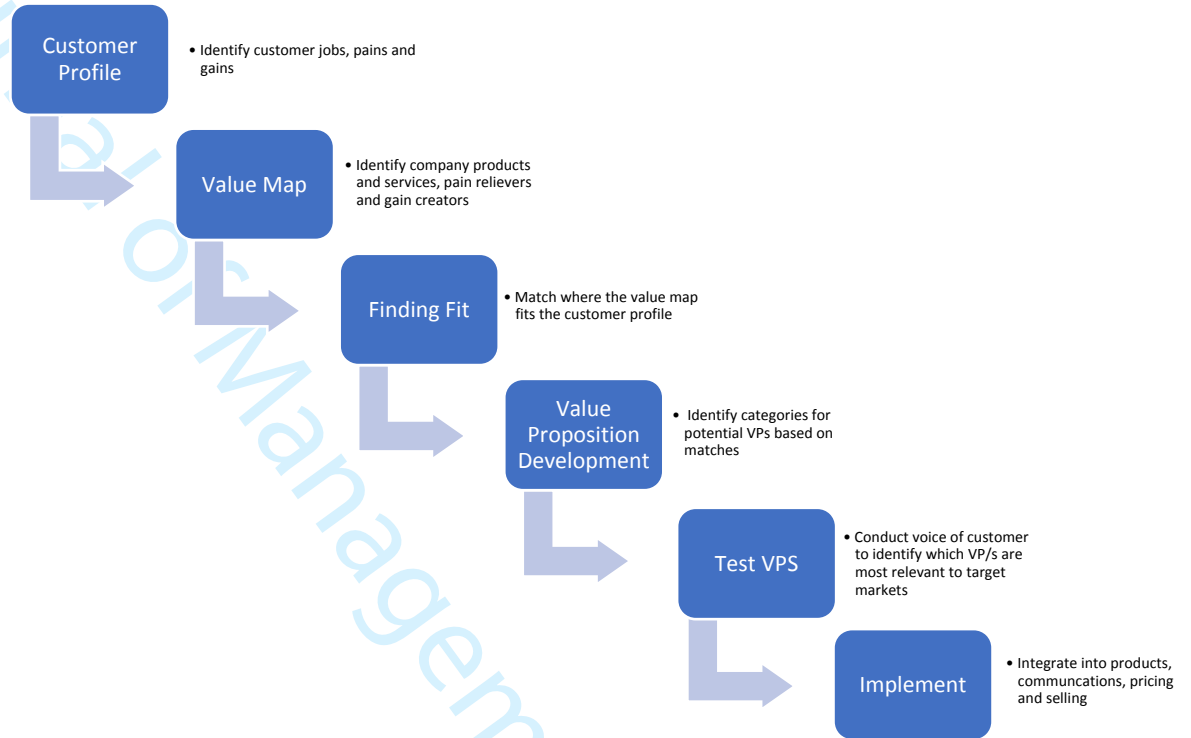 Customer
Profile
• Identify customer jobs, pains and
gains
Value Map
• Identify company products
and services, pain relievers
and gain creators
Finding Fit
• Match where the value map
fits the customer profile
Value
Proposition
Development
• Identify categories for
potential VPs based on
matches
Test VPS
• Conduct voice of customer
to identify which VP/s are
most relevant to target
markets
Implement
• Integrate into products,
communcations, pricing
and selling
al of Managem